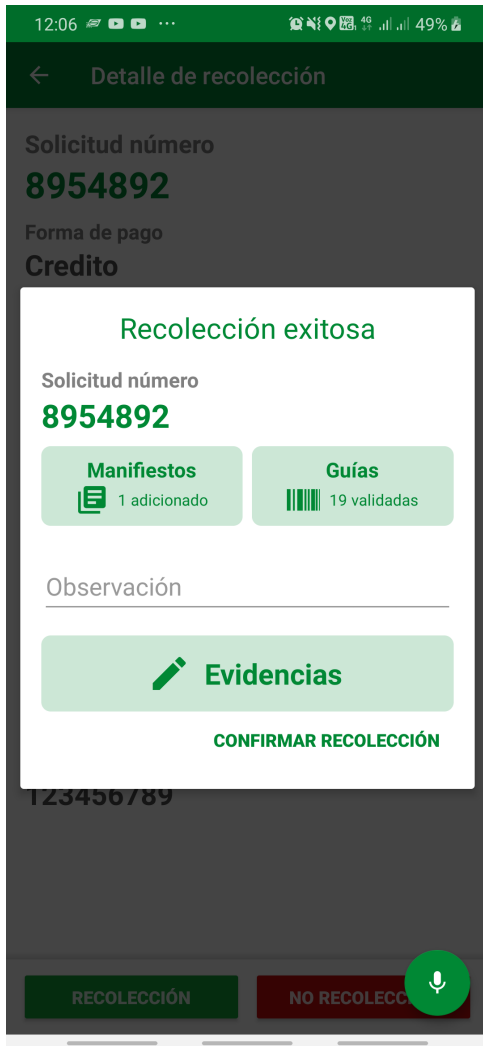 12:06 49%
Detalle de recolección
Solicitud número
8954892
Forma de pago
Credito
Recolección exitosa
Solicitud número
8954892
Manifiestos
1 adicionado
Guías
19 validadas
Observación
Evidencias
CONFIRMAR RECOLECCIÓN
123456789
RECOLECCIÓN
NO RECOLECC